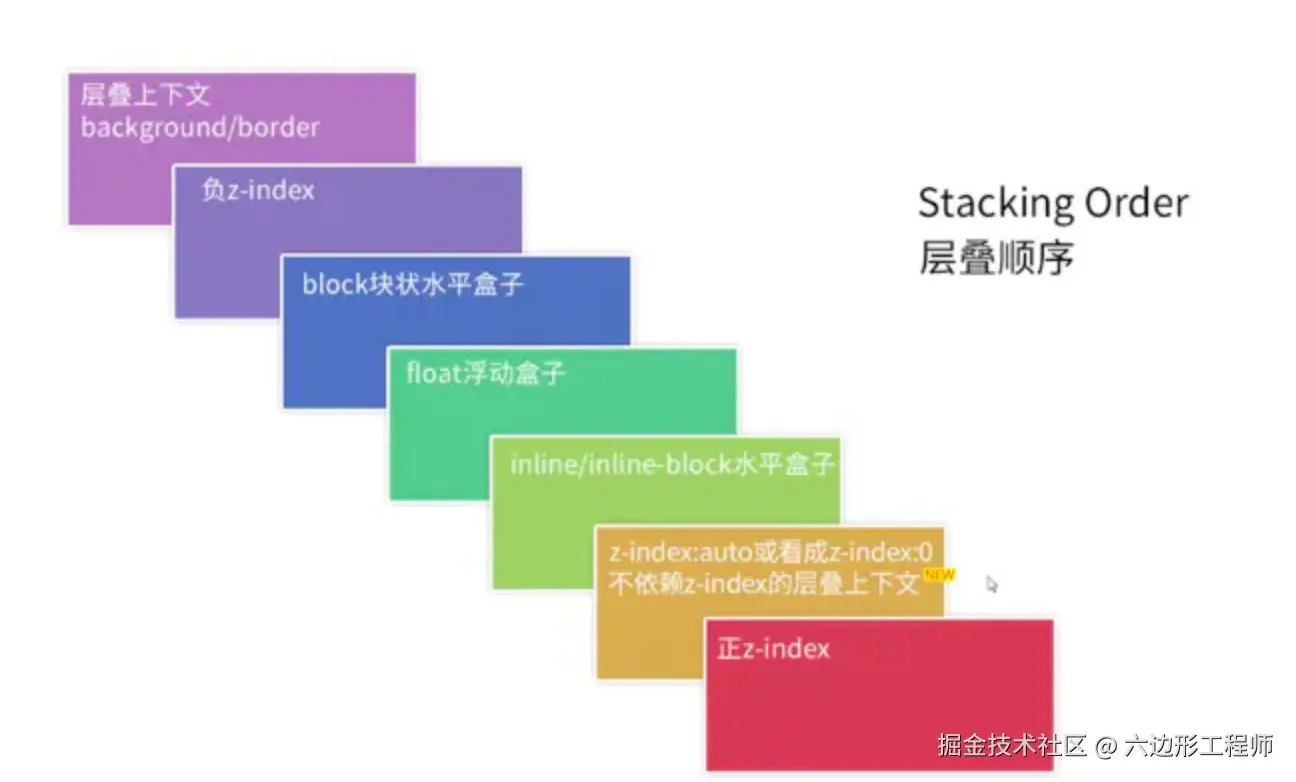 层叠上下文
background/border
负z-index
Stacking Order
层叠顺序
block块状水平盒子
float浮动盒子
inline/inline-block水平盒子
z-index:auto或看成z-index:0
不依赖z-index的层叠上下文
NEW
正z-index
掘金技术社区 @ 六边形工程师